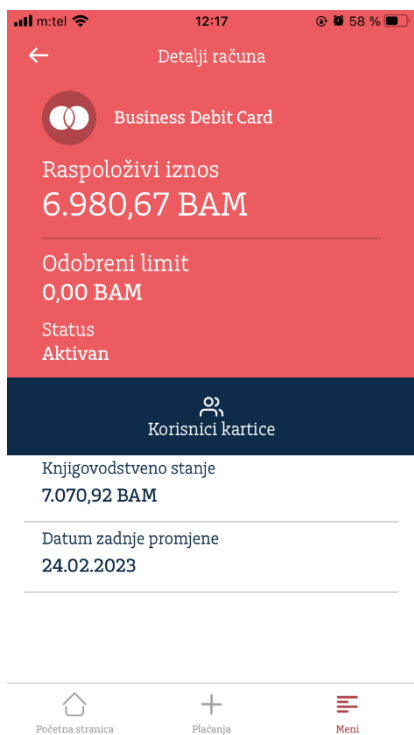 m:tel 12:17 58 %
Detalji računa
Business Debit Card
Raspoloživi iznos
6.980,67 BAM
Odobreni limit
0,00 BAM
Status
Aktivan
Korisnici kartice
Knjigovodstveno stanje
7.070,92 BAM
Datum zadnje promjene
24.02.2023
Početna stranica Plaćanja Meni